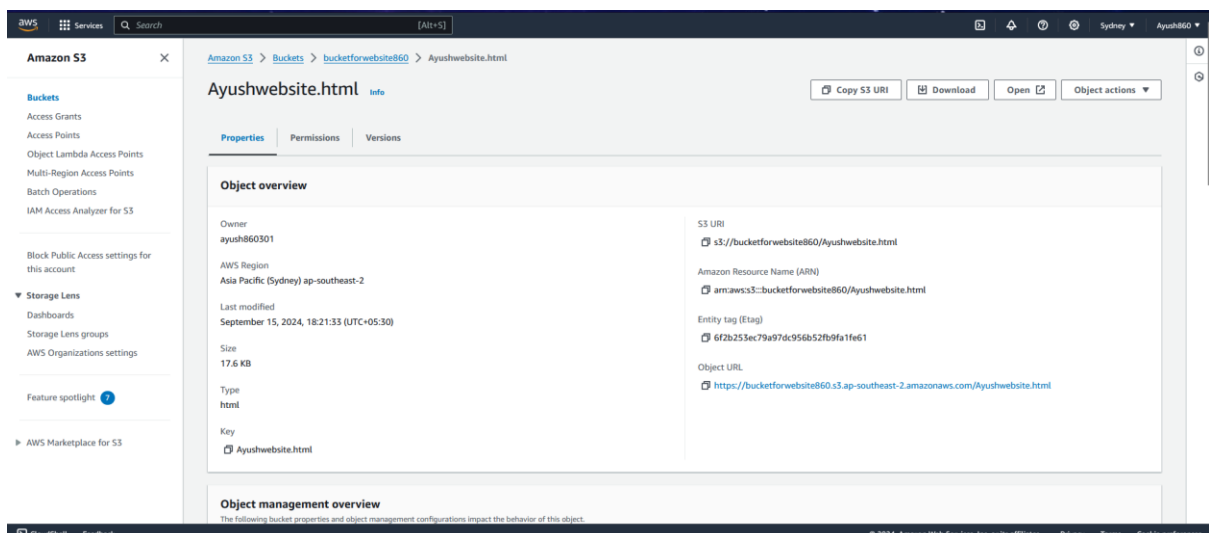 aws Services Search [Alt+S] Sydney Ayush860
Amazon S3
Buckets
Access Grants
Access Points
Object Lambda Access Points
Multi-Region Access Points
Batch Operations
IAM Access Analyzer for S3
Block Public Access settings for
this account
Storage Lens
Dashboards
Storage Lens groups
AWS Organizations settings
Feature spotlight 7
AWS Marketplace for S3
Amazon S3 > Buckets > bucketforwebsite860 > Ayushwebsite.html
Ayushwebsite.html Info
Copy S3 URI Download Open Object actions
Properties Permissions Versions
Object overview
Owner
ayush860301
AWS Region
Asia Pacific (Sydney) ap-southeast-2
Last modified
September 15, 2024, 18:21:33 (UTC+05:30)
Size
17.6 KB
Type
html
Key
Ayushwebsite.html
S3 URI
s3://bucketforwebsite860/Ayushwebsite.html
Amazon Resource Name (ARN)
arn:aws:s3:::bucketforwebsite860/Ayushwebsite.html
Entity tag (Etag)
6f2b253ec79a97dc956b52fb9fa1fe61
Object URL
https://bucketforwebsite860.s3.ap-southeast-2.amazonaws.com/Ayushwebsite.html
Object management overview
The following bucket properties and object management configurations impact the behavior of this object.